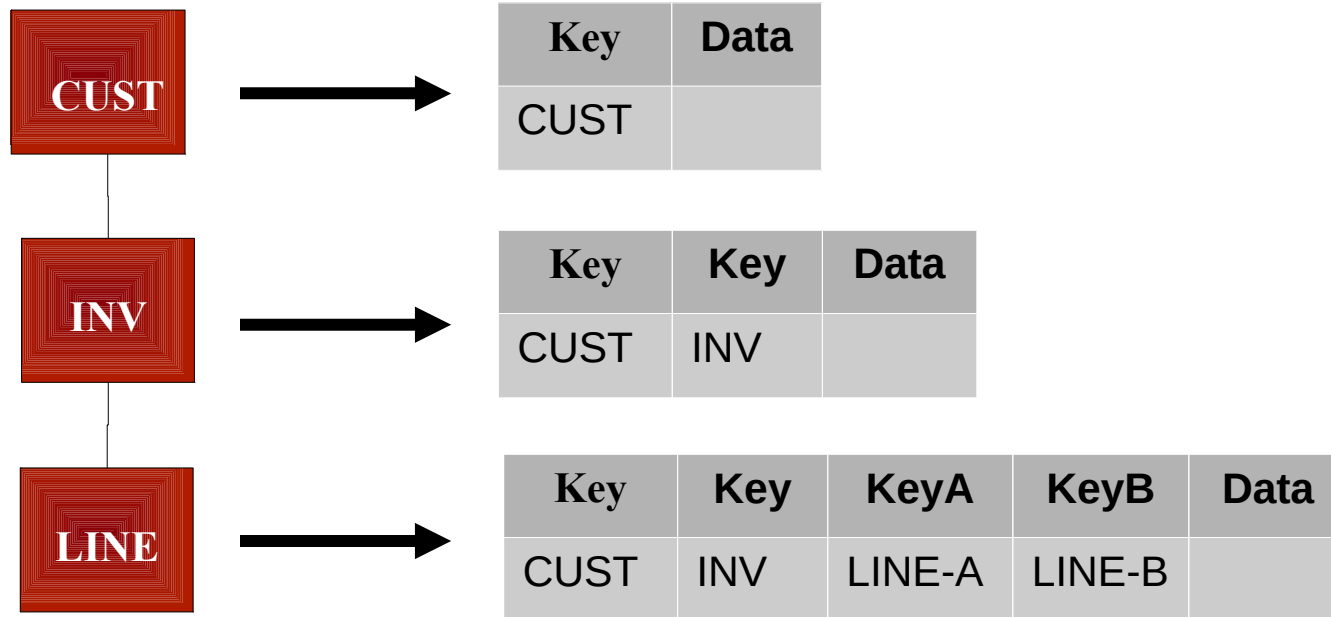 CUST
Key Data
CUST
INV
Key Key Data
CUST INV
LINE
Key Key KeyA KeyB Data
CUST INV LINE-A LINE-B